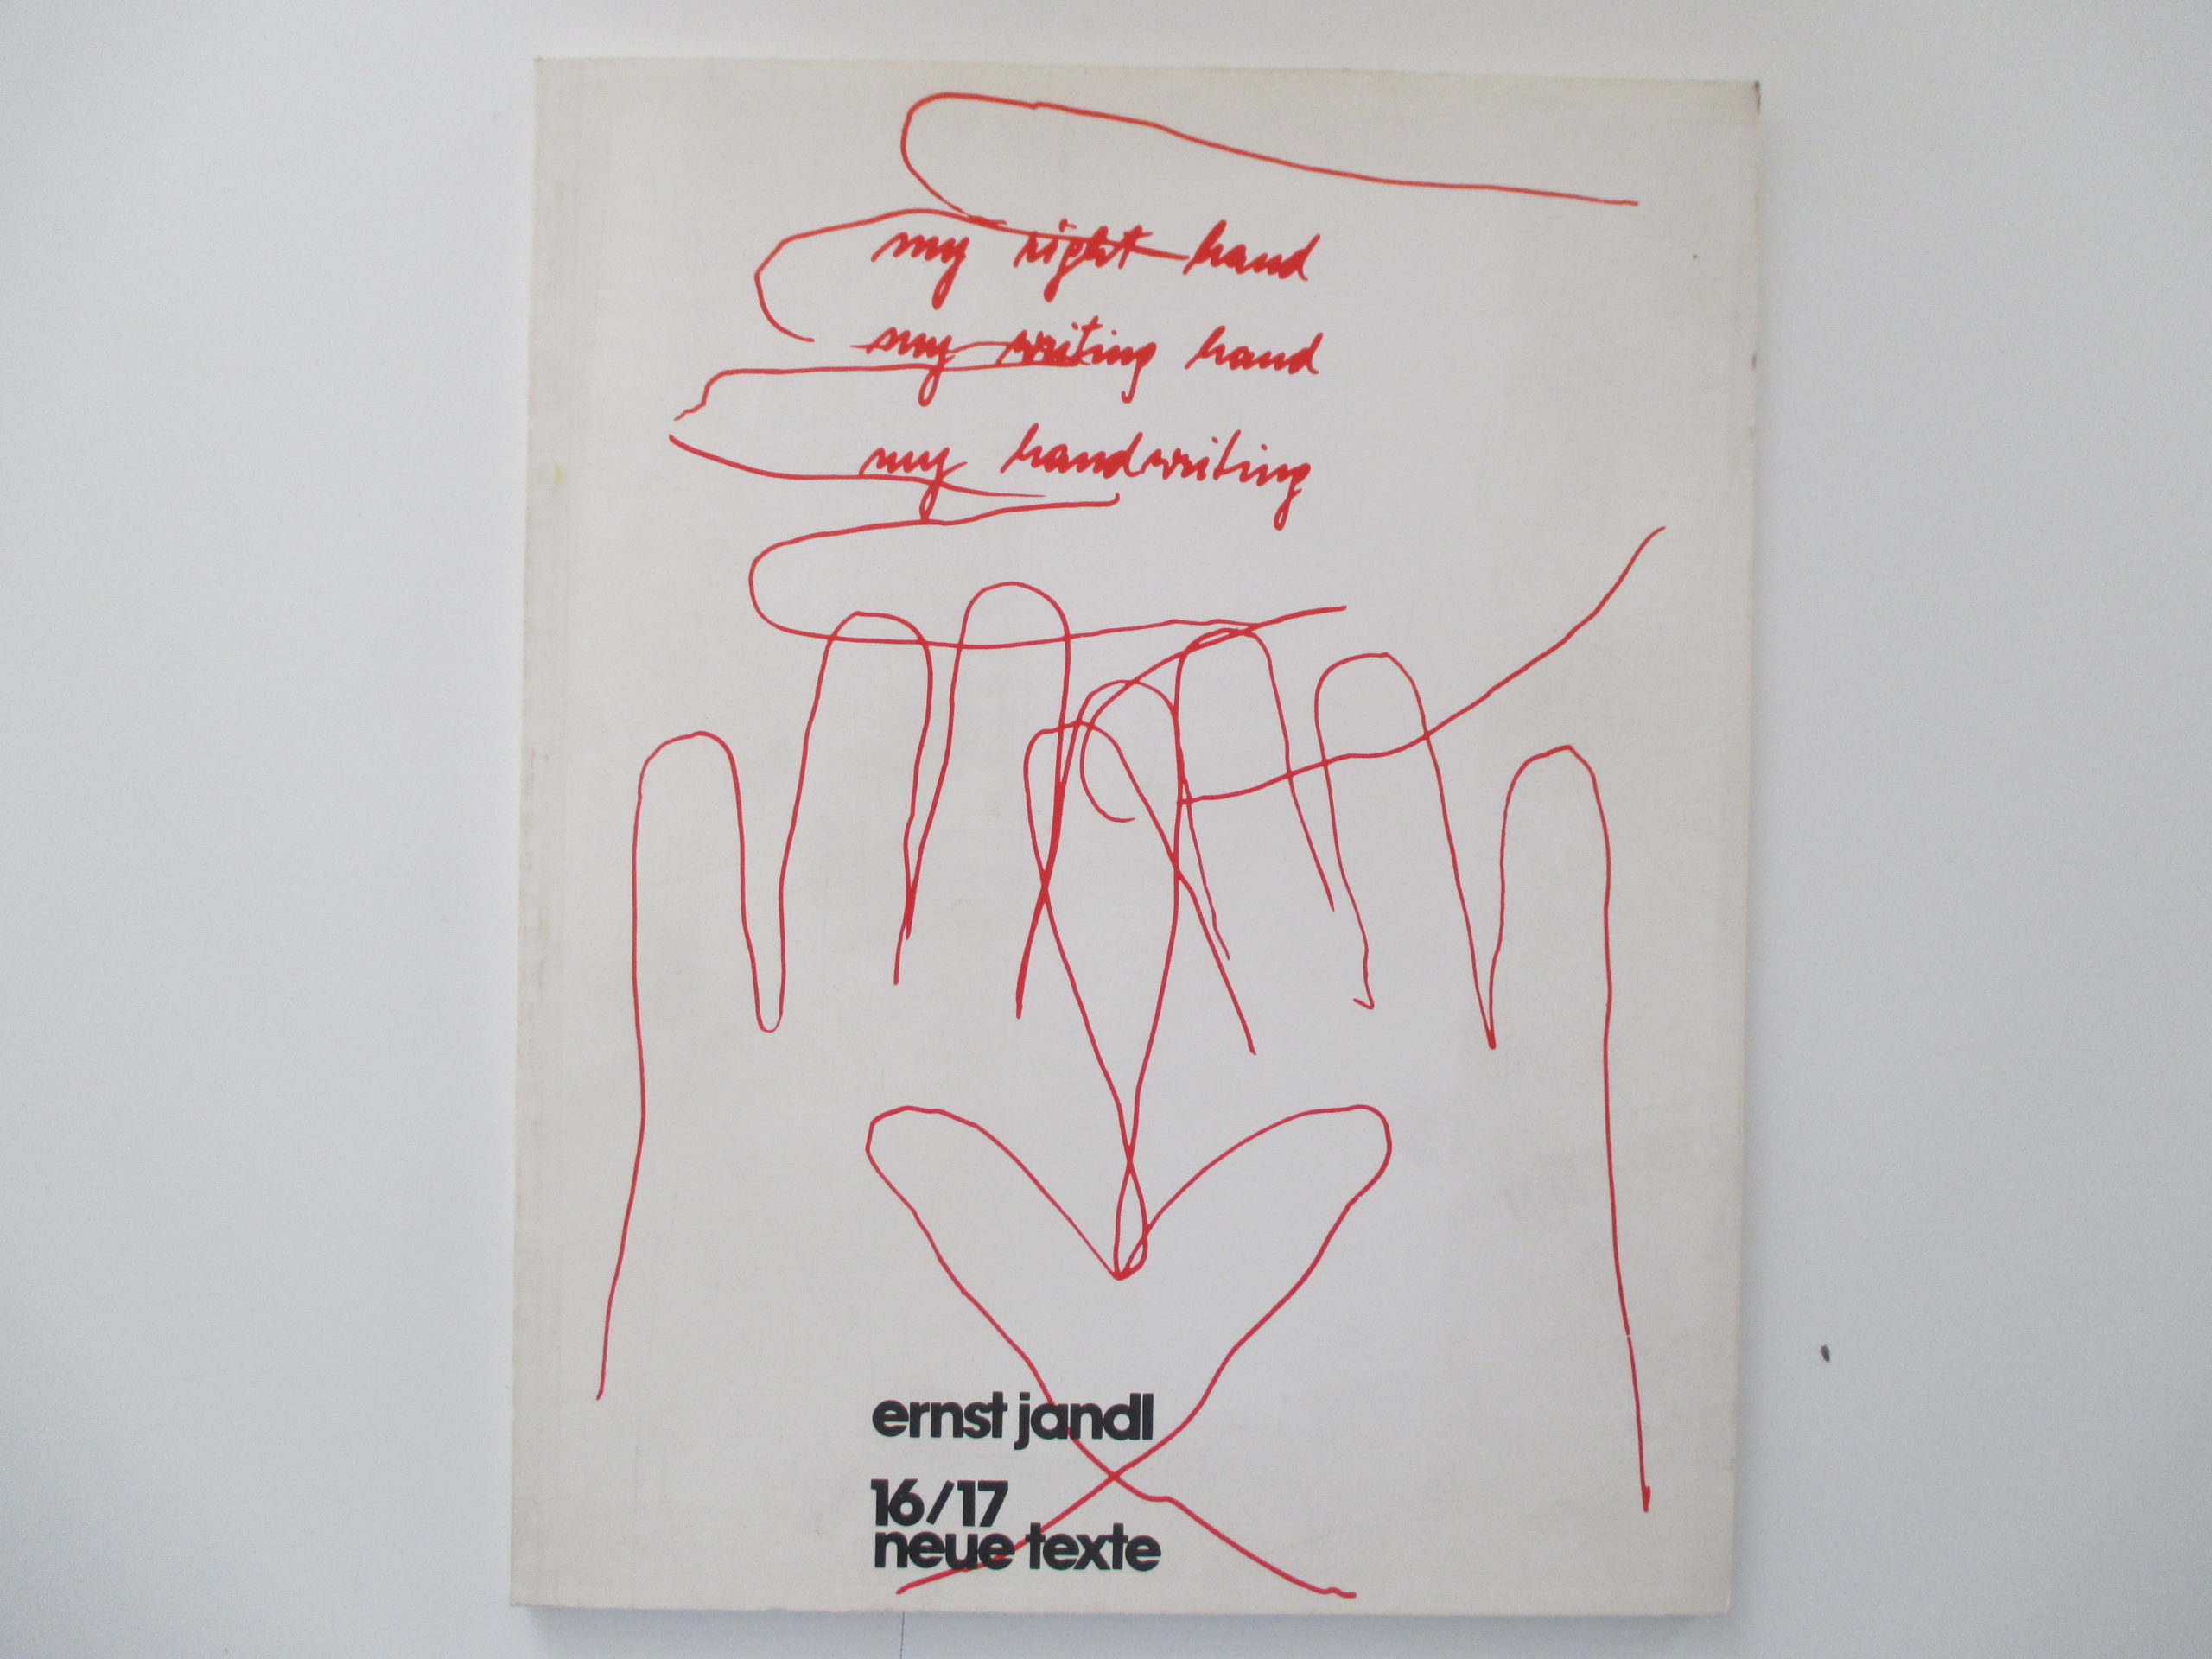 my right hand
my writing hand
my handwriting
ernst jandl
16/17
neue texte